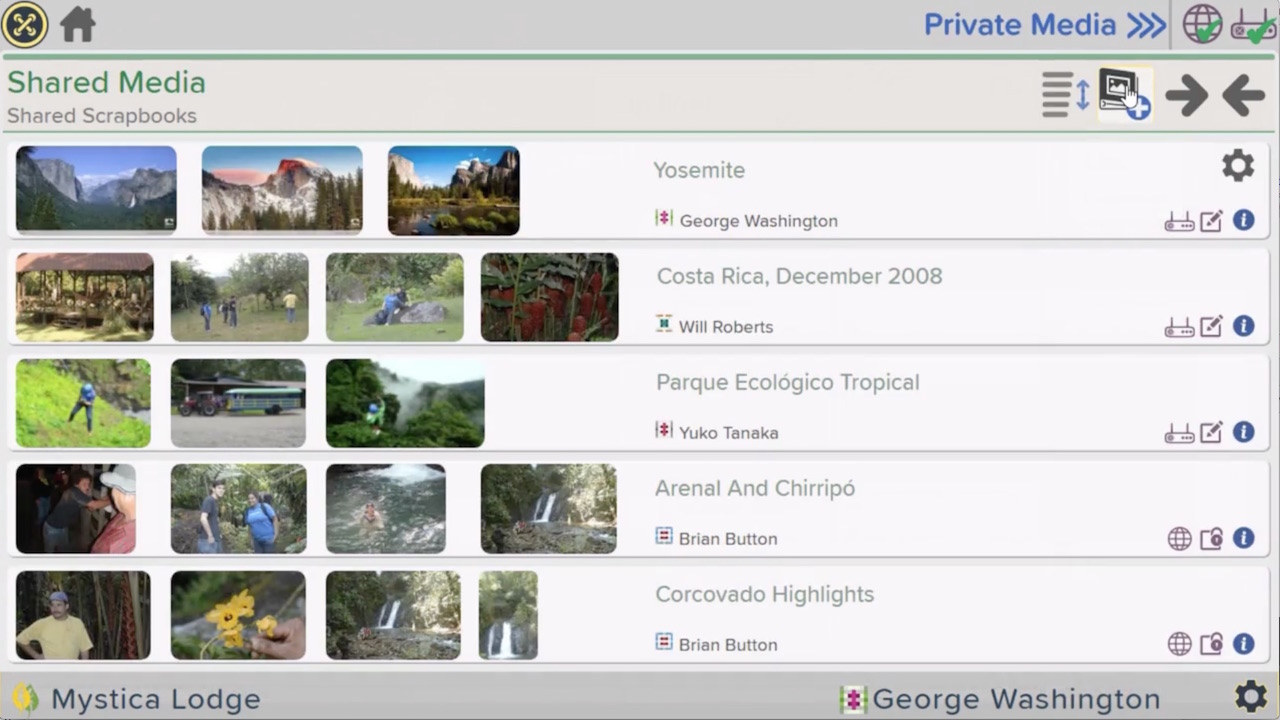 Private Media
Shared Media
Shared Scrapbooks
Yosemite
George Washington
Costa Rica, December 2008
Will Roberts
Parque Ecológico Tropical
Yuko Tanaka
Arenal And Chirripó
Brian Button
Corcovado Highlights
Brian Button
Mystica Lodge
George Washington